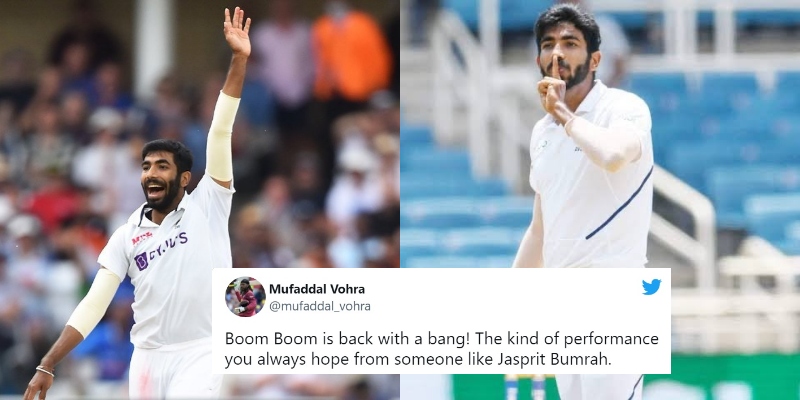 BYJU'S
Mufaddal Vohra
@mufaddal_vohra
Boom Boom is back with a bang! The kind of performance
you always hope from someone like Jasprit Bumrah.